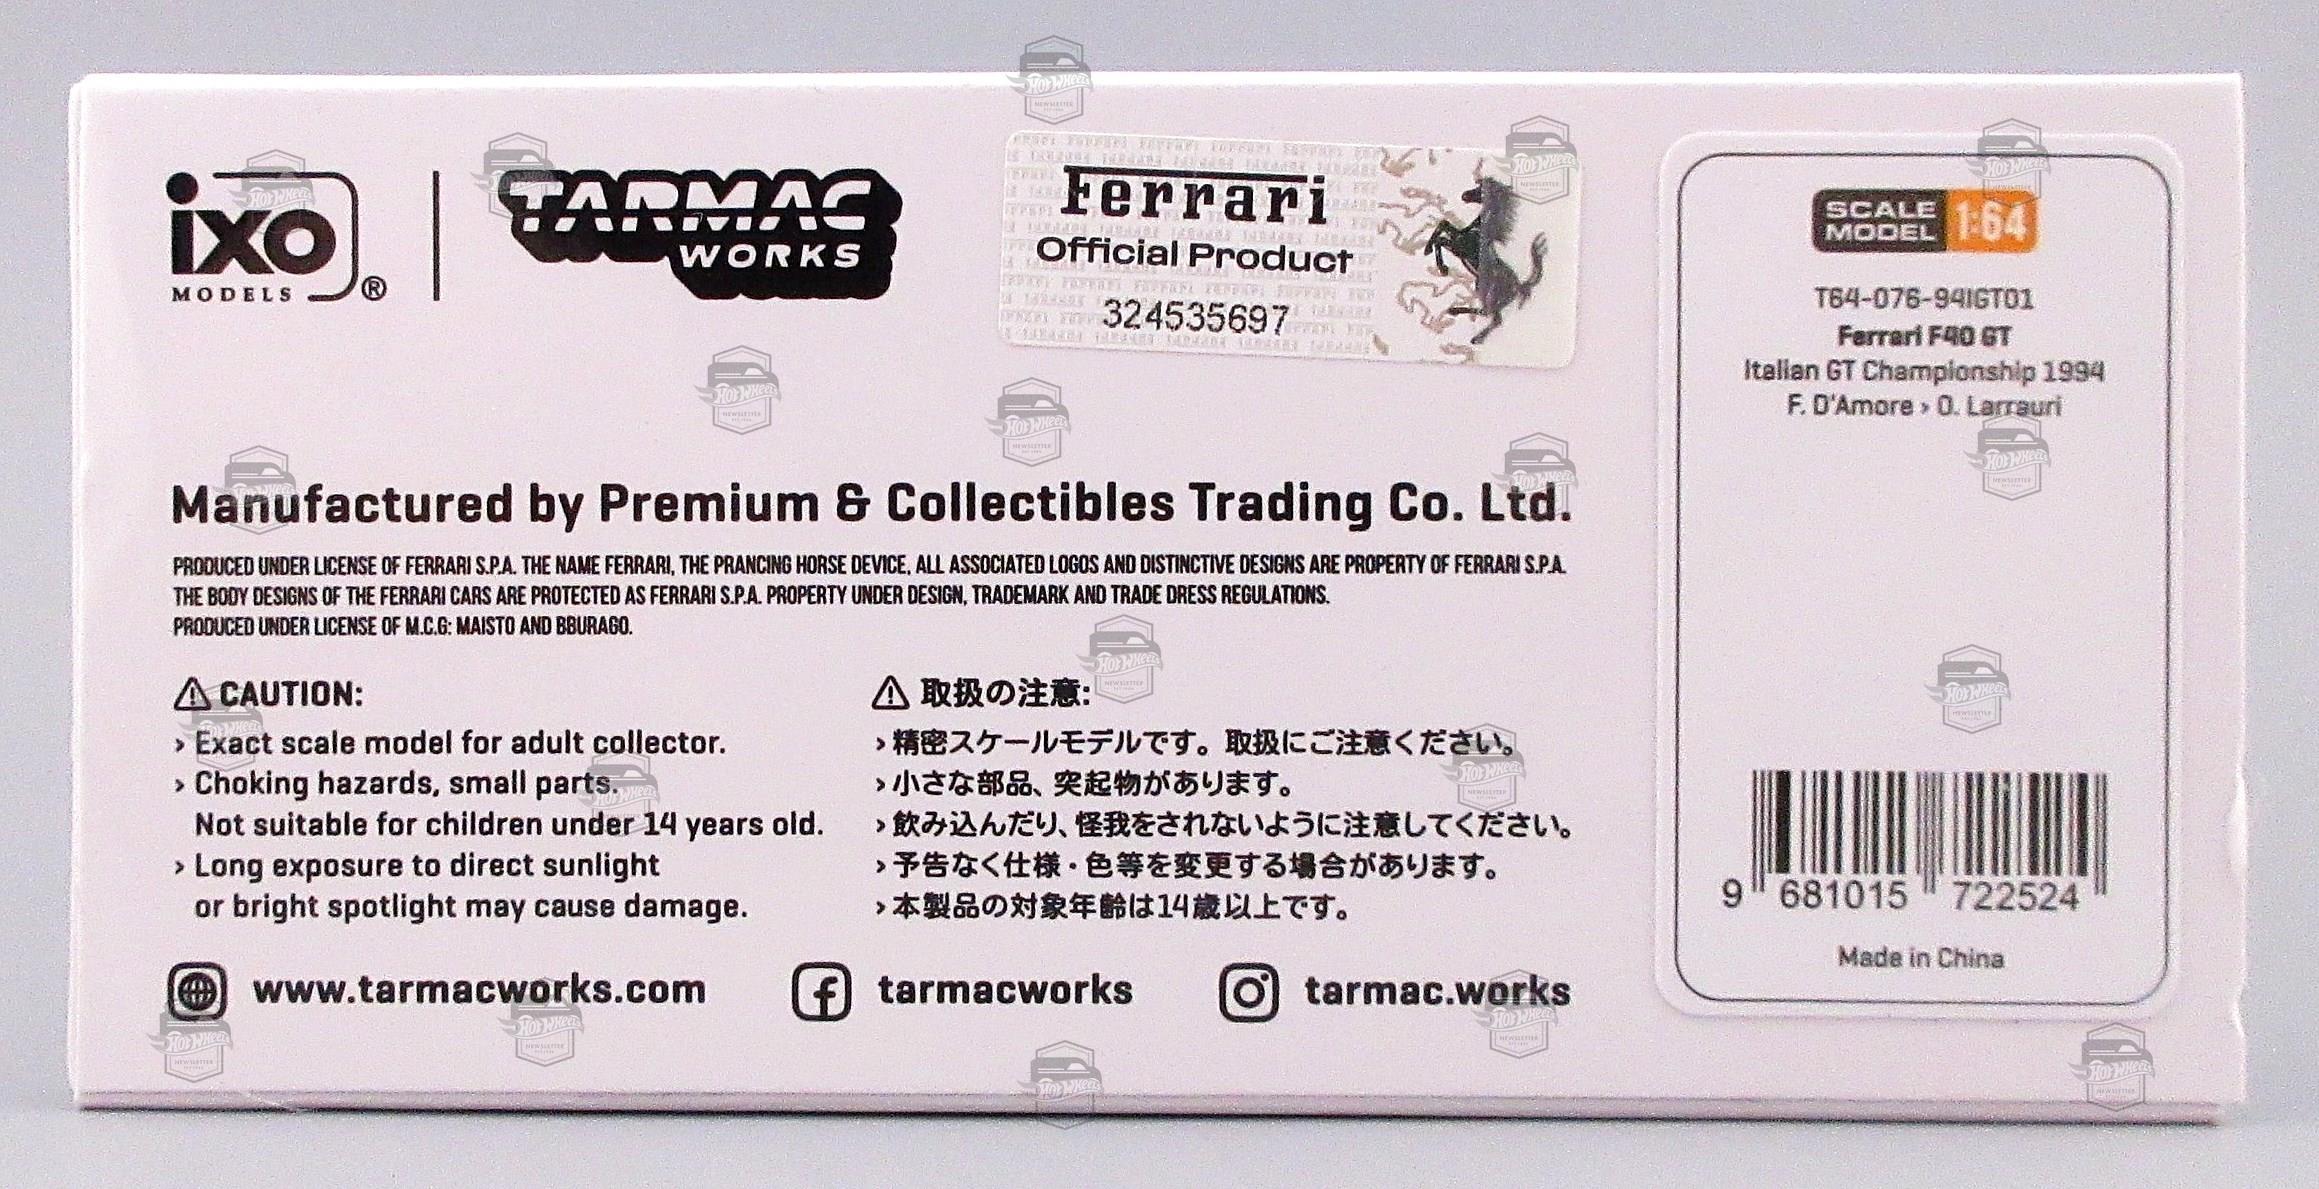 ixo
MODELS ®
TARMAC
WORKS
Ferrari
Official Product
324535697
SCALE
MODEL 1:64
T64-076-94IGT01
Ferrari F40 GT
Italian GT Championship 1994
F. D'Amore › O. Larrauri
Manufactured by Premium & Collectibles Trading Co. Ltd.
PRODUCED UNDER LICENSE OF FERRARI S.P.A. THE NAME FERRARI, THE PRANCING HORSE DEVICE, ALL ASSOCIATED LOGOS AND DISTINCTIVE DESIGNS ARE PROPERTY OF FERRARI S.P.A.
THE BODY DESIGNS OF THE FERRARI CARS ARE PROTECTED AS FERRARI S.P.A. PROPERTY UNDER DESIGN, TRADEMARK AND TRADE DRESS REGULATIONS.
PRODUCED UNDER LICENSE OF M.C.G: MAISTO AND BBURAGO.
⚠ CAUTION:
› Exact scale model for adult collector.
› Choking hazards, small parts.
Not suitable for children under 14 years old.
› Long exposure to direct sunlight
or bright spotlight may cause damage.
⚠ 取扱の注意:
› 精密スケールモデルです。取扱にご注意ください。
› 小さな部品、突起物があります。
› 飲み込んだり、怪我をされないように注意してください。
› 予告なく仕様・色等を変更する場合があります。
› 本製品の対象年齢は14歳以上です。
www.tarmacworks.com
tarmacworks
tarmac.works
9 681015 722524
Made in China
Hot Wheels
NEWSLETTER